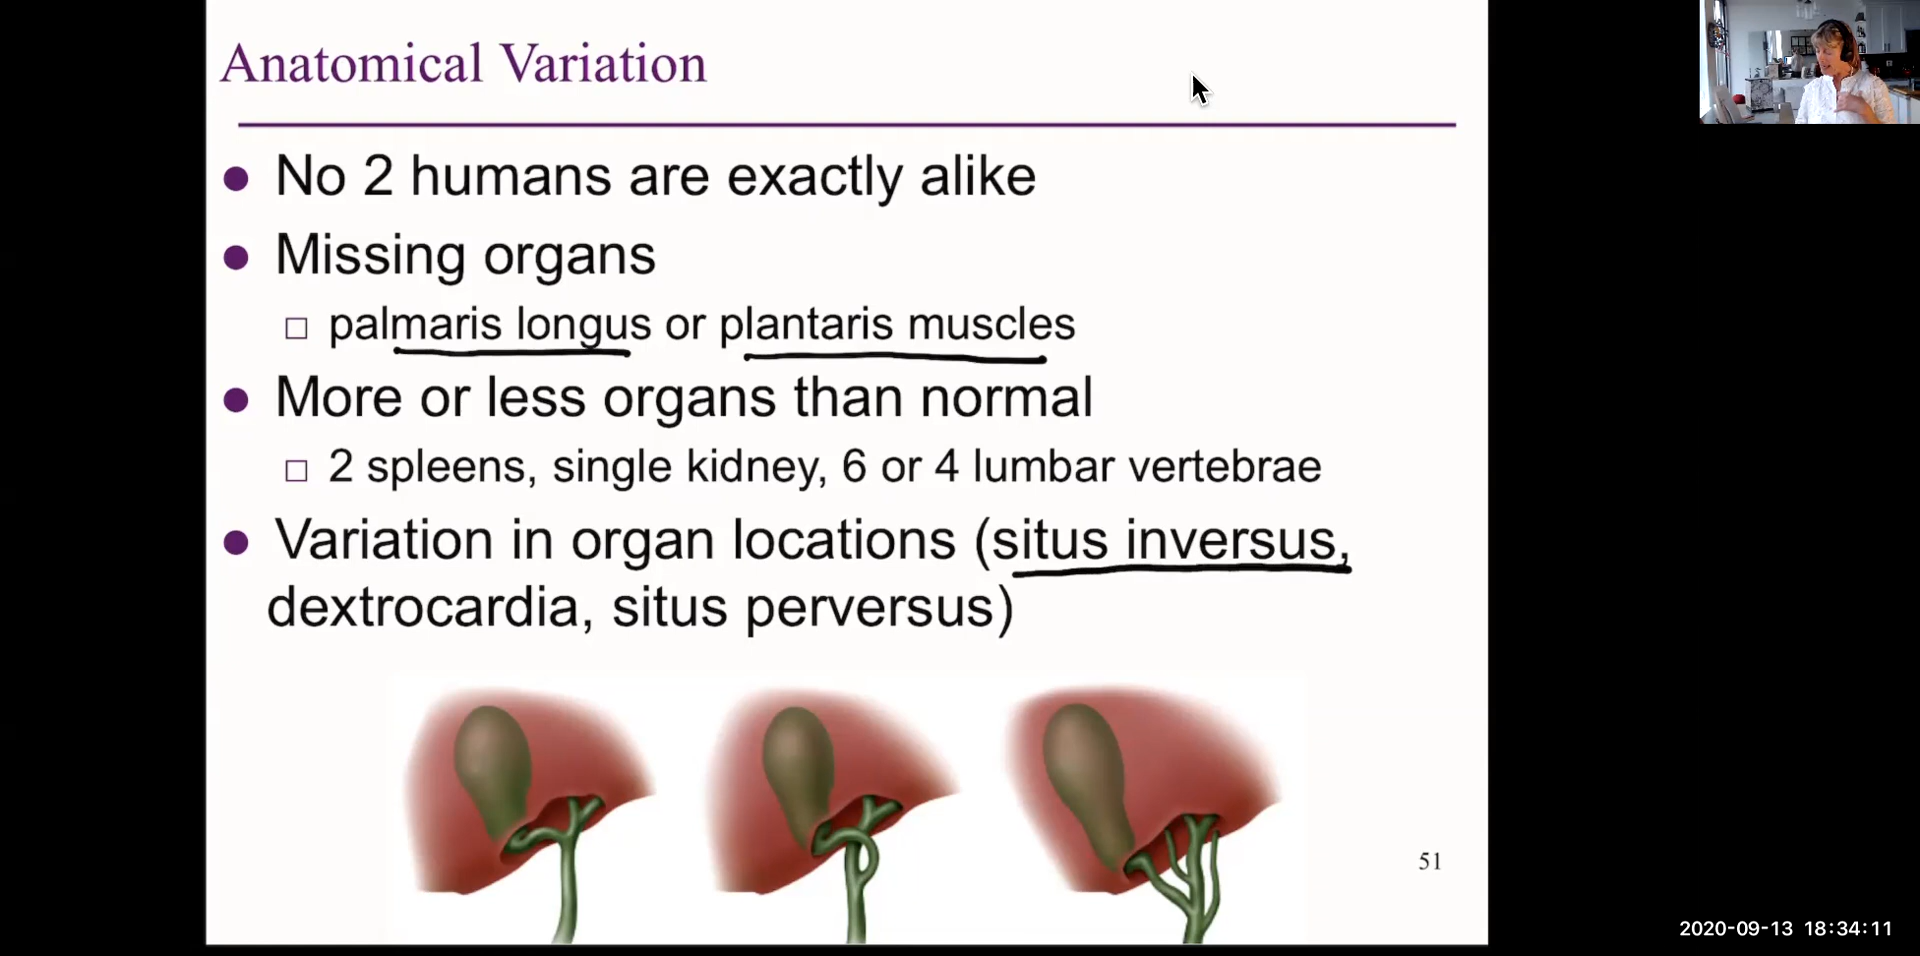 Anatomical Variation
No 2 humans are exactly alike
Missing organs
palmaris longus or plantaris muscles
More or less organs than normal
2 spleens, single kidney, 6 or 4 lumbar vertebrae
Variation in organ locations (situs inversus,
dextrocardia, situs perversus)
51
2020-09-13 18:34:11